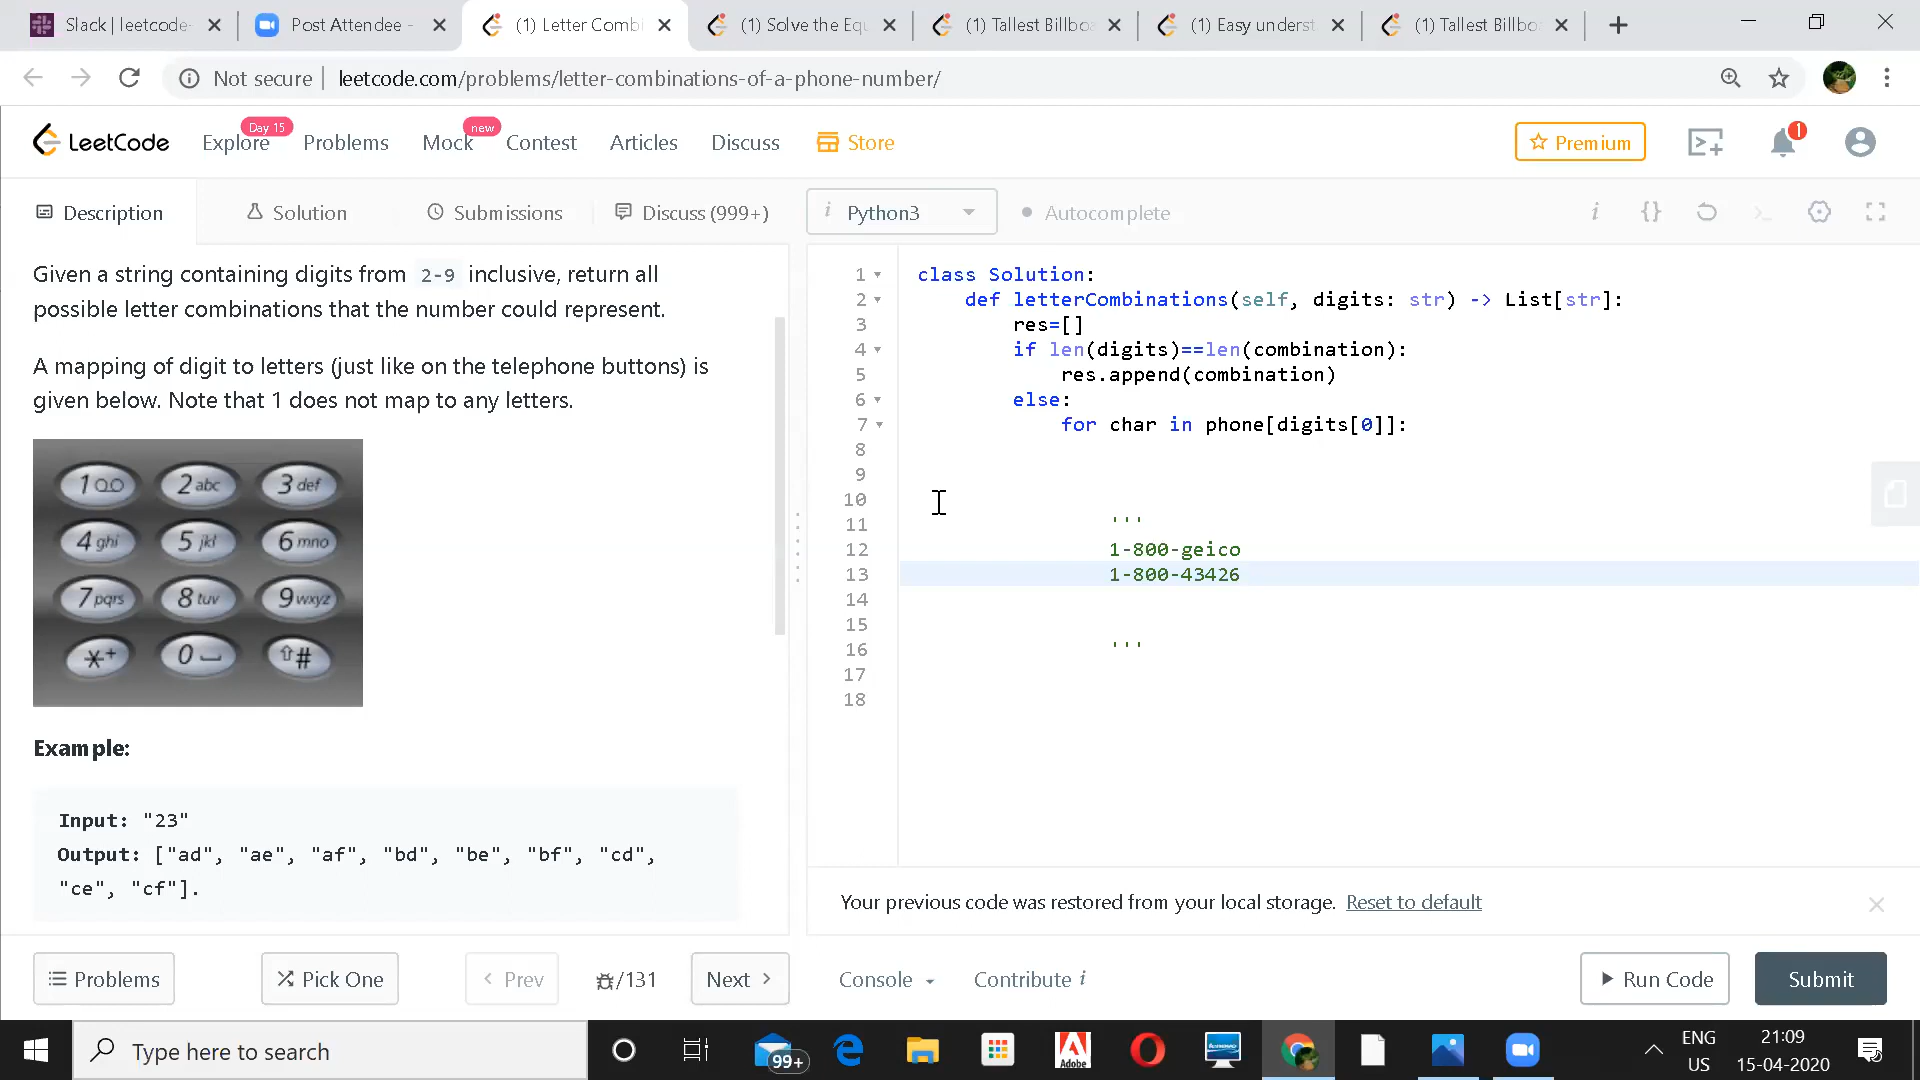 Slack | leetcode-
Post Attendee -
(1) Letter Combi
(1) Solve the Equ
(1) Tallest Billboa
(1) Easy underst
(1) Tallest Billboa
Not secure | leetcode.com/problems/letter-combinations-of-a-phone-number/
LeetCode
Explore
Day 15
Problems
Mock
new
Contest
Articles
Discuss
Store
Premium
1
Description
Solution
Submissions
Discuss (999+)
i Python3
Autocomplete
i
{}
Given a string containing digits from 2-9 inclusive, return all
possible letter combinations that the number could represent.
A mapping of digit to letters (just like on the telephone buttons) is
given below. Note that 1 does not map to any letters.
1 2 abc 3 def
4 ghi 5 jkl 6 mno
7 pqrs 8 tuv 9 wxyz
*+ 0 #
Example:
Input: "23"
Output: ["ad", "ae", "af", "bd", "be", "bf", "cd",
"ce", "cf"].
1 class Solution:
2 def letterCombinations(self, digits: str) -> List[str]:
3 res=[]
4 if len(digits)==len(combination):
5 res.append(combination)
6 else:
7 for char in phone[digits[0]]:
8
9
10
11 '''
12 1-800-geico
13 1-800-43426
14
15
16 '''
17
18
Your previous code was restored from your local storage. Reset to default
Problems
Pick One
Prev
/131
Next
Console
Contribute i
Run Code
Submit
Type here to search
99+
Adobe
ENG
US
21:09
15-04-2020